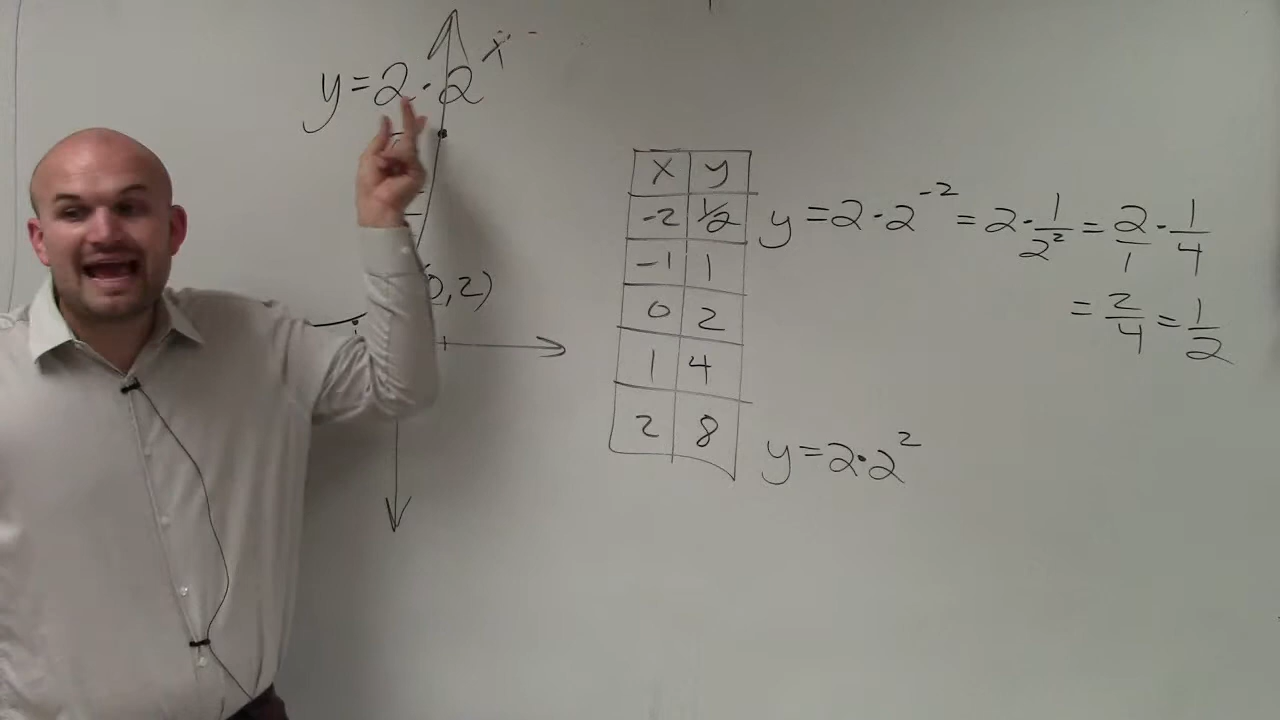 y = 2 · 2^x
x y
-2 1/2 y = 2 · 2^-2 = 2 · 1/2^2 = 2/1 · 1/4
-1 1
= 2/4 = 1/2
0 2
1 4
2 8 y = 2 · 2^2
0, 2)